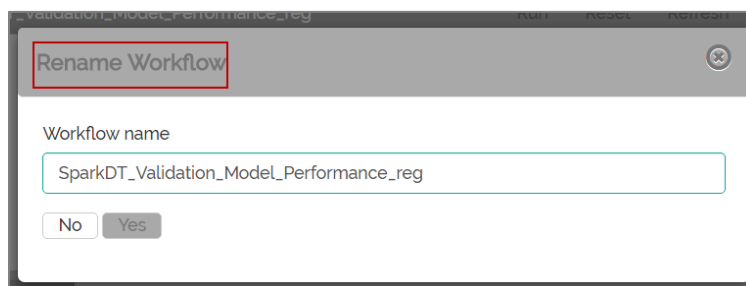 _Validation_Model_Performance_reg Run Reset Refresh
Rename Workflow
Workflow name
SparkDT_Validation_Model_Performance_reg
No Yes